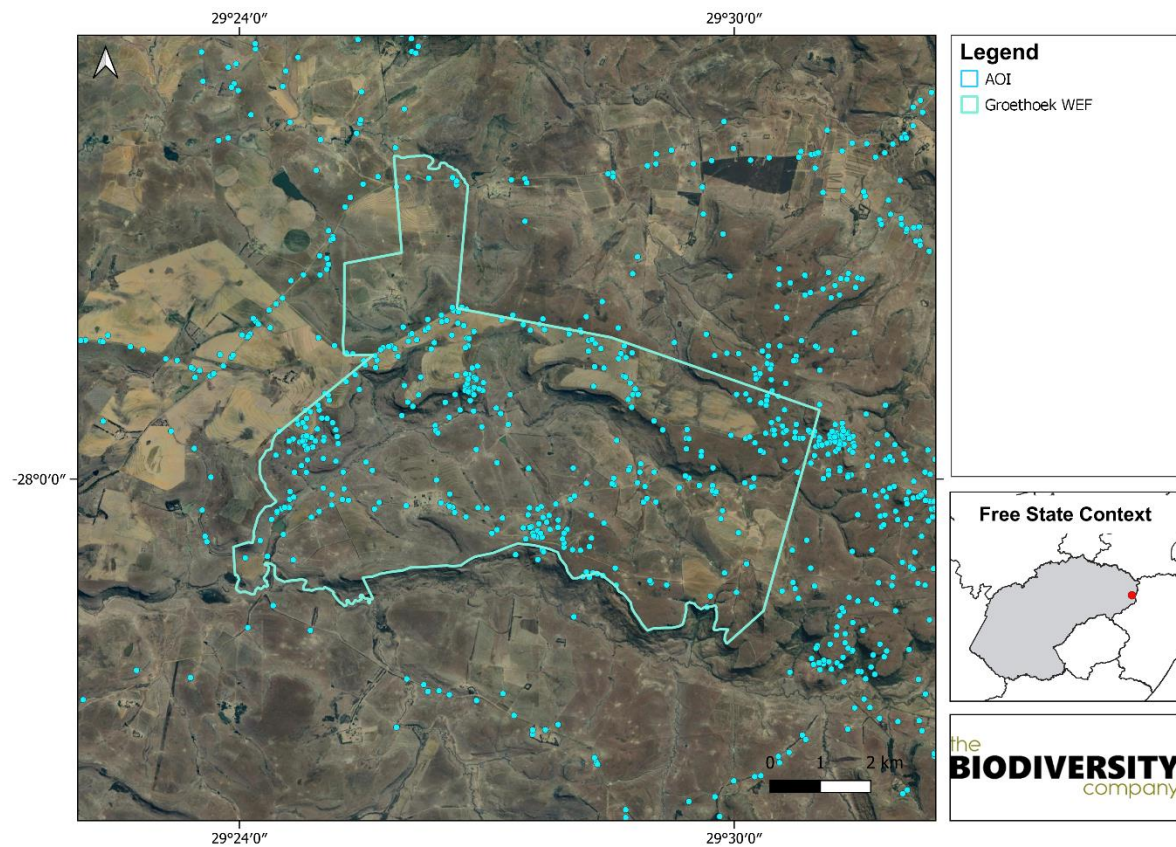 29°24′0″ 29°30′0″
Legend
AOI
Groethoek WEF
-28°0′0″
Free State Context
0 1 2 km
the
BIODIVERSITY
company
29°24′0″ 29°30′0″